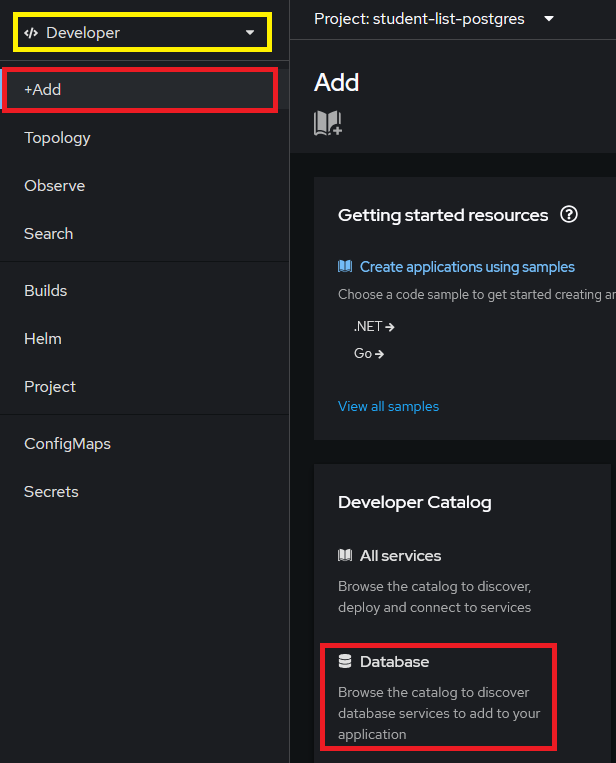 Developer
+Add
Topology
Observe
Search
Builds
Helm
Project
ConfigMaps
Secrets
Project: student-list-postgres
Add
Getting started resources
Create applications using samples
Choose a code sample to get started creating
.NET
Go
View all samples
Developer Catalog
All services
Browse the catalog to discover,
deploy and connect to services
Database
Browse the catalog to discover
database services to add to your
application